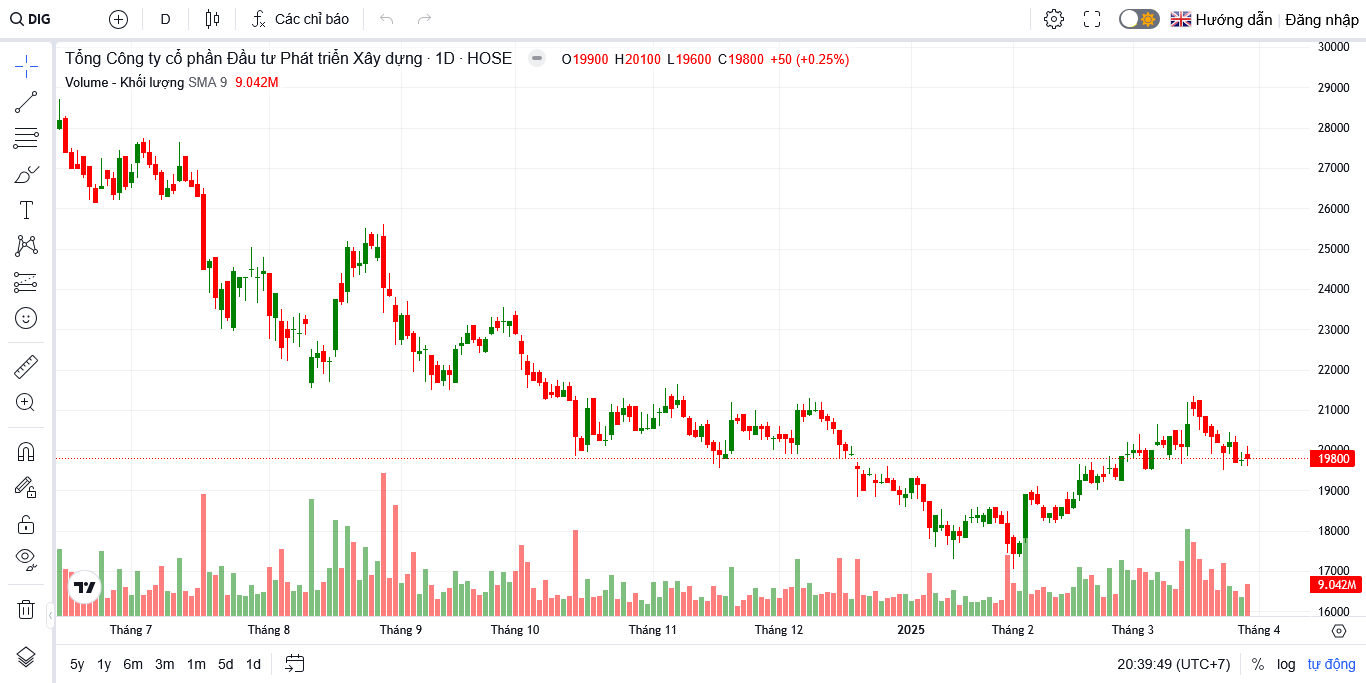 DIG D Các chỉ báo Hướng dẫn Đăng nhập
Tổng Công ty cổ phần Đầu tư Phát triển Xây dựng · 1D · HOSE O19900 H20100 L19600 C19800 +50 (+0.25%)
Volume - Khối lượng SMA 9 9.042M
30000
29000
28000
27000
26000
25000
24000
23000
22000
21000
20000
19800
19000
18000
17000
9.042M
16000
Tháng 7 Tháng 8 Tháng 9 Tháng 10 Tháng 11 Tháng 12 2025 Tháng 2 Tháng 3 Tháng 4
5y 1y 6m 3m 1m 5d 1d 20:39:49 (UTC+7) % log tự động